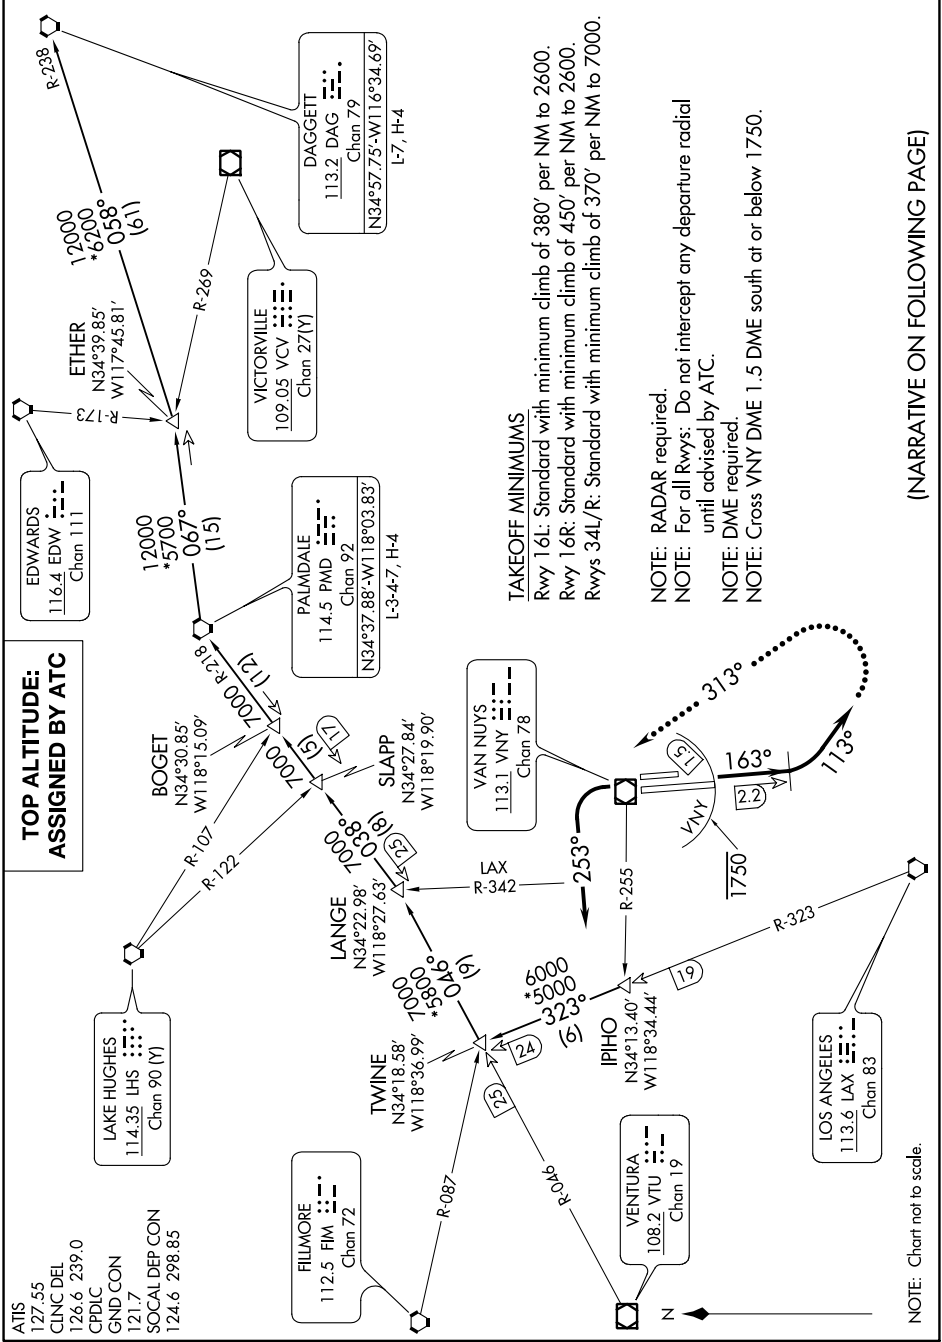 ATIS
127.55
CLNC DEL
126.6 239.0
CPDLC
GND CON
121.7
SOCAL DEP CON
124.6 298.85
TOP ALTITUDE:
ASSIGNED BY ATC
EDWARDS
116.4 EDW
Chan 111
R-173
ETHER
N34°39.85'
W117°45.81'
12000
*6200
058°
(61)
R-238
DAGGETT
113.2 DAG
Chan 79
N34°57.75'-W116°34.69'
L-7, H-4
R-269
VICTORVILLE
109.05 VCV
Chan 27(Y)
12000
*5700
067°
(15)
PALMDALE
114.5 PMD
Chan 92
N34°37.88'-W118°03.83'
L-3-4-7, H-4
R-218
7000
(12)
BOGET
N34°30.85'
W118°15.09'
7000
(5)
17
SLAPP
N34°27.84'
W118°19.90'
R-107
R-122
LAKE HUGHES
114.35 LHS
Chan 90 (Y)
7000
038°
(8)
25
LANGE
N34°22.98'
W118°27.63'
LAX
R-342
7000
*5800
046°
(9)
TWINE
N34°18.58'
W118°36.99'
24
25
FILLMORE
112.5 FIM
Chan 72
R-087
R-046
VENTURA
108.2 VTU
Chan 19
6000
*5000
323°
(6)
IPIHO
N34°13.40'
W118°34.44'
19
R-323
R-255
LOS ANGELES
113.6 LAX
Chan 83
VAN NUYS
113.1 VNY
Chan 78
253°
163°
113°
313°
1.5
2.2
VNY
1750
TAKEOFF MINIMUMS
Rwy 16L: Standard with minimum climb of 380' per NM to 2600.
Rwy 16R: Standard with minimum climb of 450' per NM to 2600.
Rwys 34L/R: Standard with minimum climb of 370' per NM to 7000.
NOTE: RADAR required.
NOTE: For all Rwys: Do not intercept any departure radial
until advised by ATC.
NOTE: DME required.
NOTE: Cross VNY DME 1.5 DME south at or below 1750.
(NARRATIVE ON FOLLOWING PAGE)
N
NOTE: Chart not to scale.